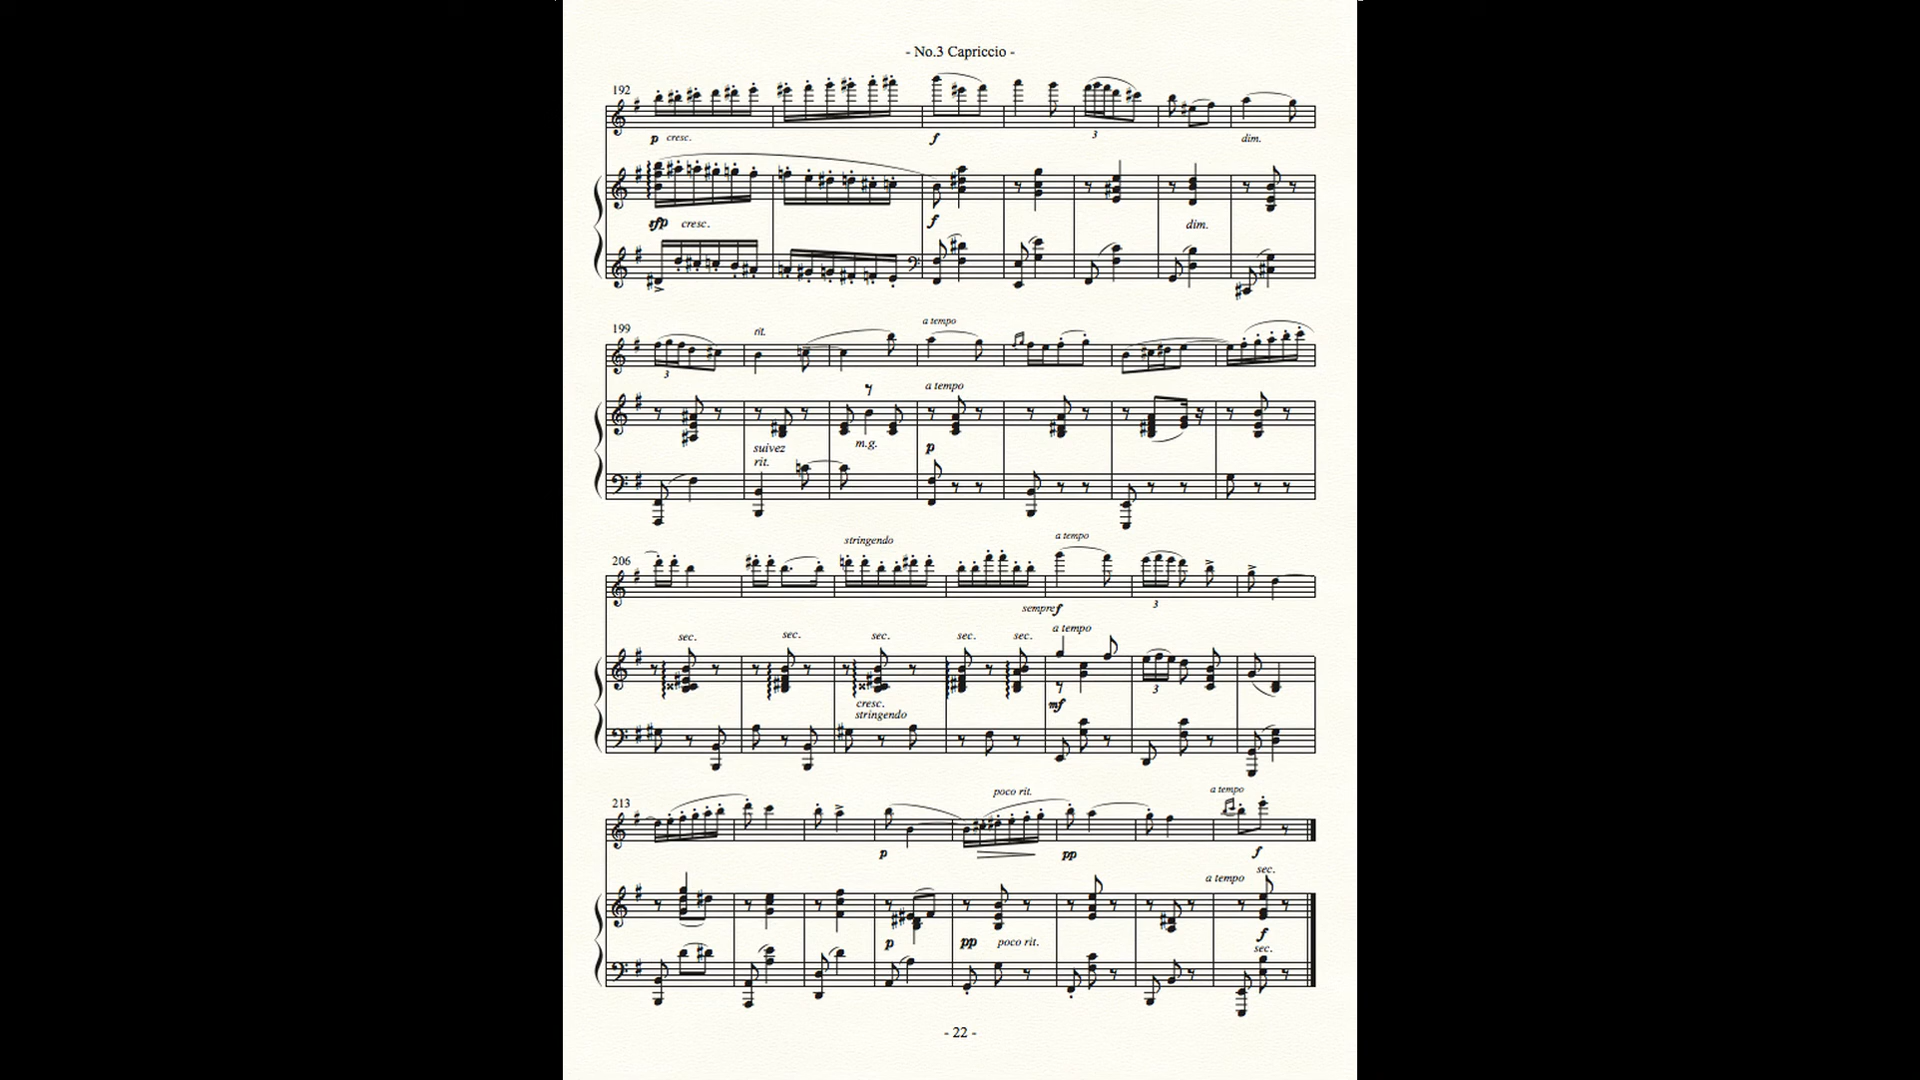 - No.3 Capriccio -
192
p cresc. f dim.
3
sfp cresc. f dim.
199
rit. a tempo
3
a tempo
suivez m.g. p
rit.
206
stringendo a tempo
3
sempre f
a tempo
sec. sec. sec. sec. sec.
3
cresc. mf
stringendo
213
poco rit. a tempo
p pp f
a tempo sec.
p pp poco rit. f
sec.
- 22 -